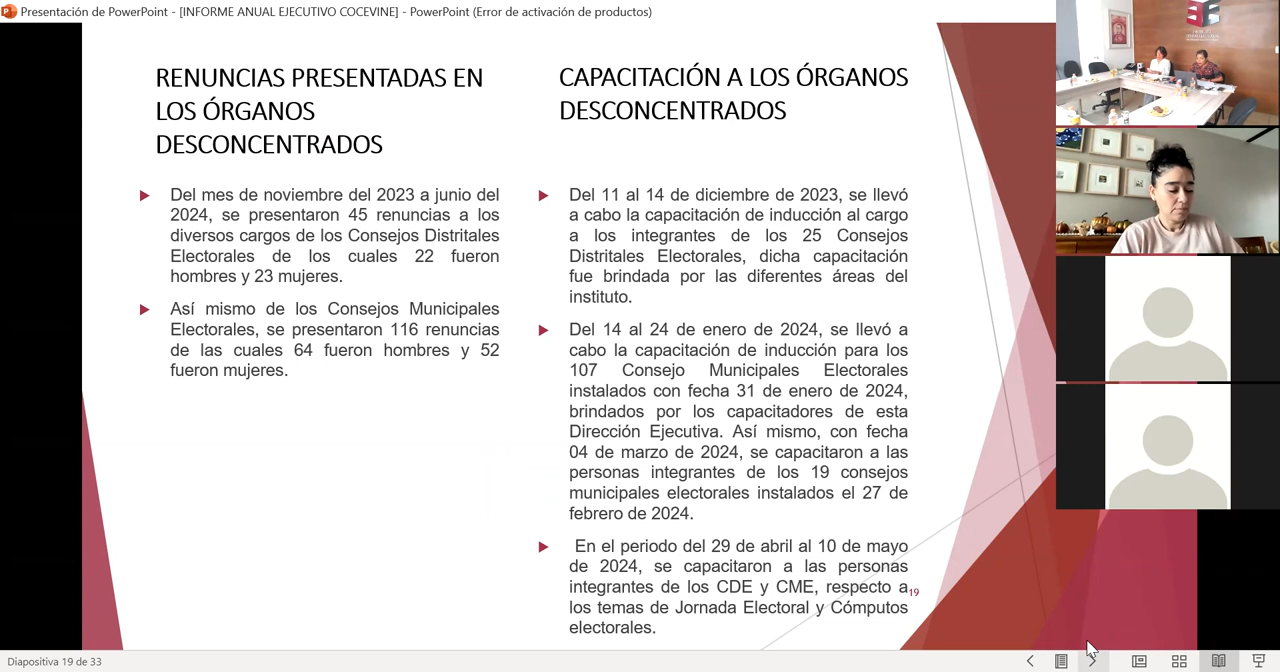 Presentación de PowerPoint - [INFORME ANUAL EJECUTIVO COCEVINE] - PowerPoint (Error de activación de productos)
RENUNCIAS PRESENTADAS EN
LOS ÓRGANOS
DESCONCENTRADOS
Del mes de noviembre del 2023 a junio del
2024, se presentaron 45 renuncias a los
diversos cargos de los Consejos Distritales
Electorales de los cuales 22 fueron
hombres y 23 mujeres.
Así mismo de los Consejos Municipales
Electorales, se presentaron 116 renuncias
de las cuales 64 fueron hombres y 52
fueron mujeres.
CAPACITACIÓN A LOS ÓRGANOS
DESCONCENTRADOS
Del 11 al 14 de diciembre de 2023, se llevó
a cabo la capacitación de inducción al cargo
a los integrantes de los 25 Consejos
Distritales Electorales, dicha capacitación
fue brindada por las diferentes áreas del
instituto.
Del 14 al 24 de enero de 2024, se llevó a
cabo la capacitación de inducción para los
107 Consejo Municipales Electorales
instalados con fecha 31 de enero de 2024,
brindados por los capacitadores de esta
Dirección Ejecutiva. Así mismo, con fecha
04 de marzo de 2024, se capacitaron a las
personas integrantes de los 19 consejos
municipales electorales instalados el 27 de
febrero de 2024.
En el periodo del 29 de abril al 10 de mayo
de 2024, se capacitaron a las personas
integrantes de los CDE y CME, respecto a
los temas de Jornada Electoral y Cómputos
electorales.
19
Diapositiva 19 de 33